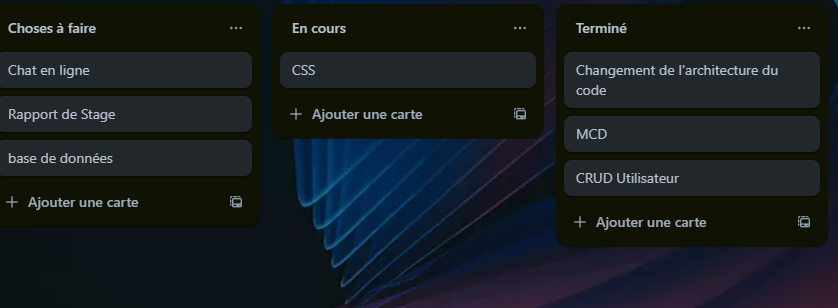 Choses à faire
Chat en ligne
Rapport de Stage
base de données
Ajouter une carte
En cours
CSS
Ajouter une carte
Terminé
Changement de l'architecture du
code
MCD
CRUD Utilisateur
Ajouter une carte